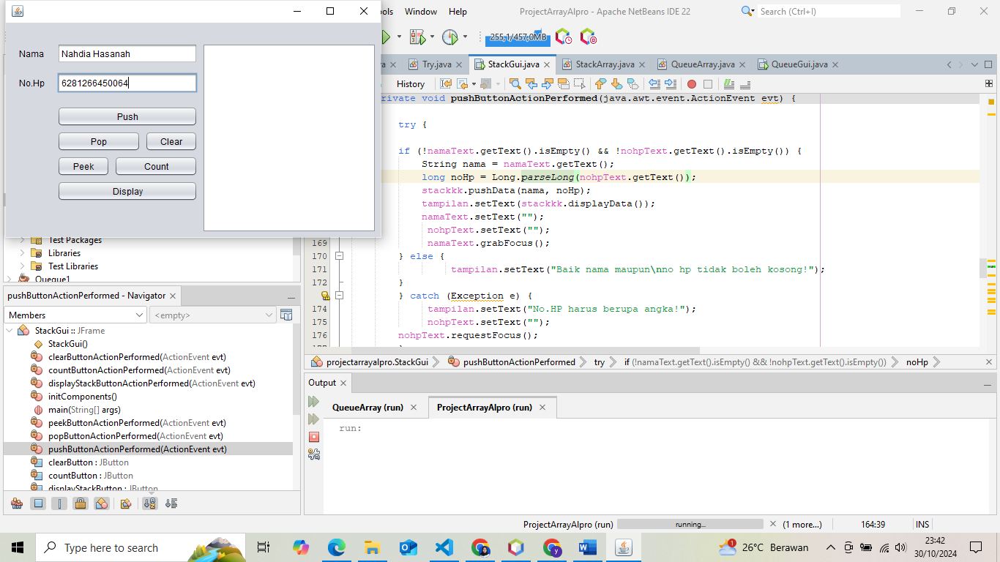 ols Window Help ProjectArrayAlpro - Apache NetBeans IDE 22 Search (Ctrl+I)
255,1/457,0MB
Nama Nahdia Hasanah
No.Hp 6281266450064
Push
Pop Clear
Peek Count
Display
a Try.java StackGui.java StackArray.java QueueArray.java QueueGui.java
History
rivate void pushButtonActionPerformed(java.awt.event.ActionEvent evt) {
try {
if (!namaText.getText().isEmpty() && !nohpText.getText().isEmpty()) {
String nama = namaText.getText();
long noHp = Long.parseLong(nohpText.getText());
stackkk.pushData(nama, noHp);
tampilan.setText(stackkk.displayData());
namaText.setText("");
nohpText.setText("");
169 namaText.grabFocus();
170 } else {
171 tampilan.setText("Baik nama maupun\nno hp tidak boleh kosong!");
172 }
} catch (Exception e) {
174 tampilan.setText("No.HP harus berupa angka!");
175 nohpText.setText("");
176 nohpText.requestFocus();
Test Packages
Libraries
Test Libraries
Queque1
pushButtonActionPerformed - Navigator
Members <empty>
StackGui :: JFrame
StackGui()
clearButtonActionPerformed(ActionEvent evt)
countButtonActionPerformed(ActionEvent evt)
displayStackButtonActionPerformed(ActionEvent evt)
initComponents()
main(String[] args)
peekButtonActionPerformed(ActionEvent evt)
popButtonActionPerformed(ActionEvent evt)
pushButtonActionPerformed(ActionEvent evt)
clearButton : JButton
countButton : JButton
displayStackButton : JButton
projectarrayalpro.StackGui pushButtonActionPerformed try if (!namaText.getText().isEmpty() && !nohpText.getText().isEmpty()) noHp
Output
QueueArray (run) ProjectArrayAlpro (run)
run:
ProjectArrayAlpro (run) running... (1 more...) 164:39 INS
Type here to search
26°C Berawan
23:42
30/10/2024